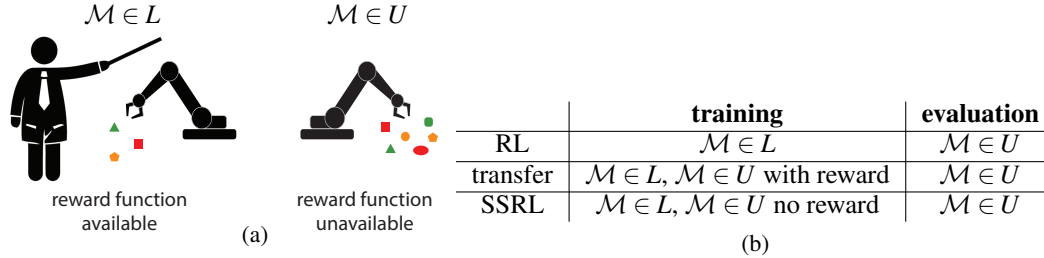 ℳ ∈ L
ℳ ∈ U
reward function
available
reward function
unavailable
(a)
training evaluation
RL ℳ ∈ L ℳ ∈ U
transfer ℳ ∈ L, ℳ ∈ U with reward ℳ ∈ U
SSRL ℳ ∈ L, ℳ ∈ U no reward ℳ ∈ U
(b)